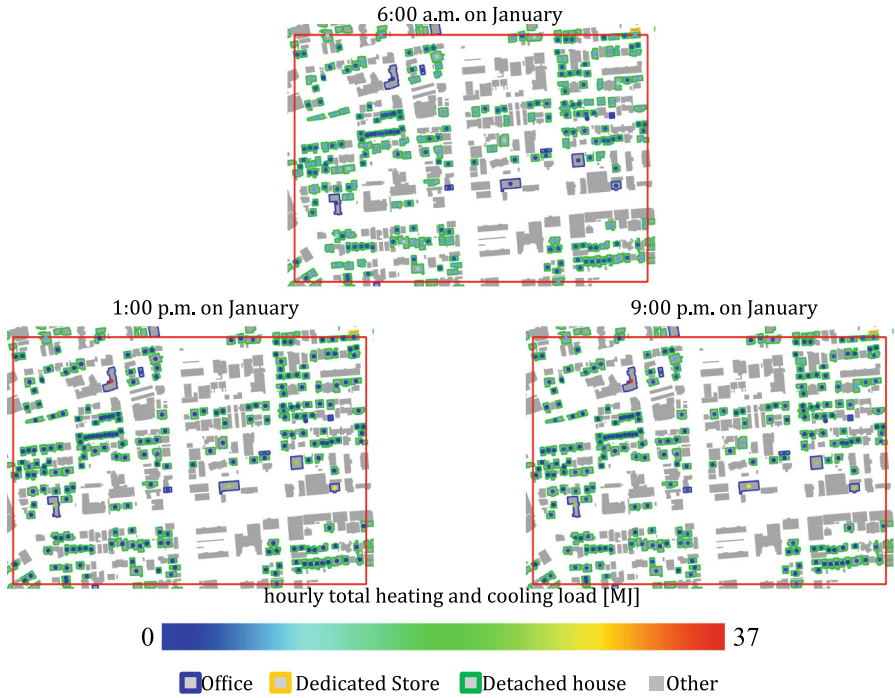 6:00 a.m. on January
1:00 p.m. on January
9:00 p.m. on January
hourly total heating and cooling load [MJ]
0
37
Office
Dedicated Store
Detached house
Other